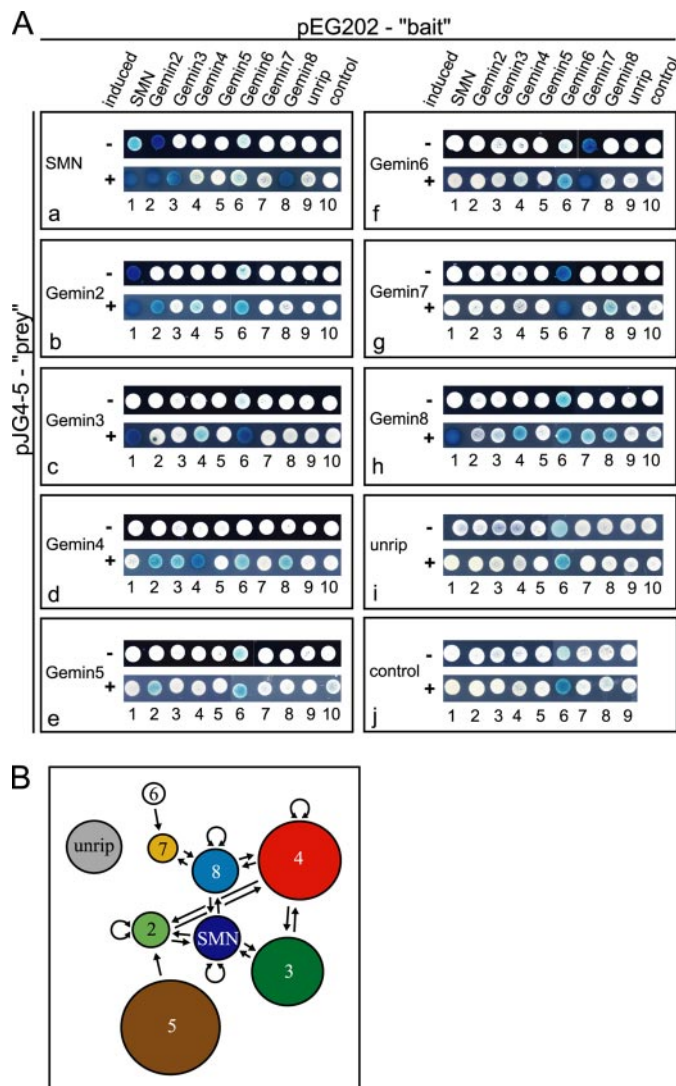 A
pEG202 - "bait"
pJG4-5 - "prey"
induced SMN Gemin2 Gemin3 Gemin4 Gemin5 Gemin6 Gemin7 Gemin8 unrip control
induced SMN Gemin2 Gemin3 Gemin4 Gemin5 Gemin6 Gemin7 Gemin8 unrip control
SMN
-
+
1 2 3 4 5 6 7 8 9 10
a
Gemin2
-
+
1 2 3 4 5 6 7 8 9 10
b
Gemin3
-
+
1 2 3 4 5 6 7 8 9 10
c
Gemin4
-
+
1 2 3 4 5 6 7 8 9 10
d
Gemin5
-
+
1 2 3 4 5 6 7 8 9 10
e
Gemin6
-
+
1 2 3 4 5 6 7 8 9 10
f
Gemin7
-
+
1 2 3 4 5 6 7 8 9 10
g
Gemin8
-
+
1 2 3 4 5 6 7 8 9 10
h
unrip
-
+
1 2 3 4 5 6 7 8 9 10
i
control
-
+
1 2 3 4 5 6 7 8 9
j
B
6
unrip
7
8
4
2
SMN
3
5